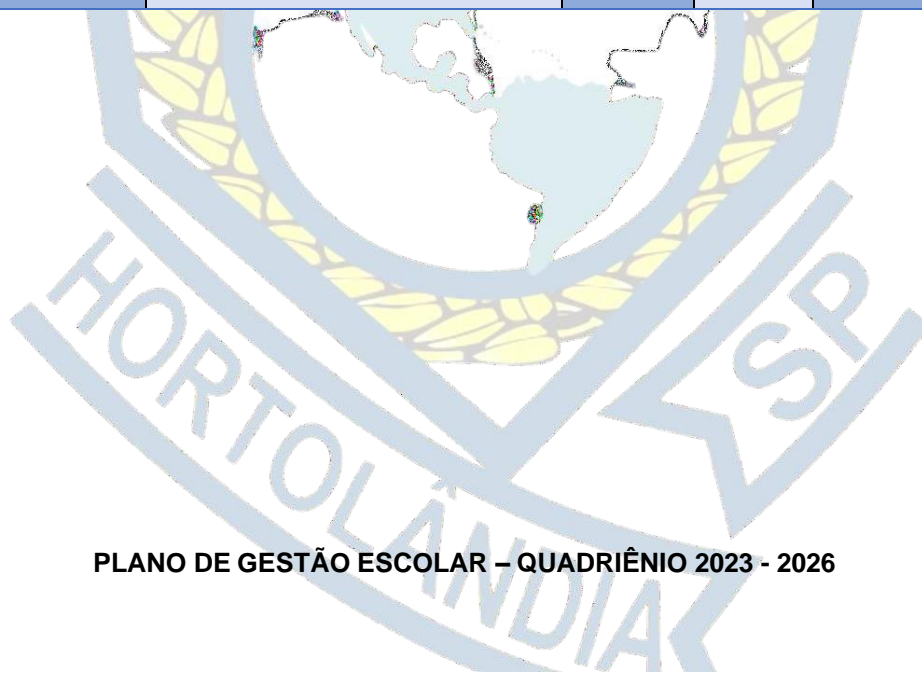 HORTOLÂNDIA
SP
PLANO DE GESTÃO ESCOLAR – QUADRIÊNIO 2023 - 2026